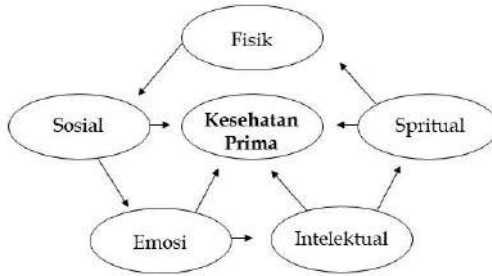 Fisik
Sosial
Kesehatan
Prima
Spritual
Emosi
Intelektual